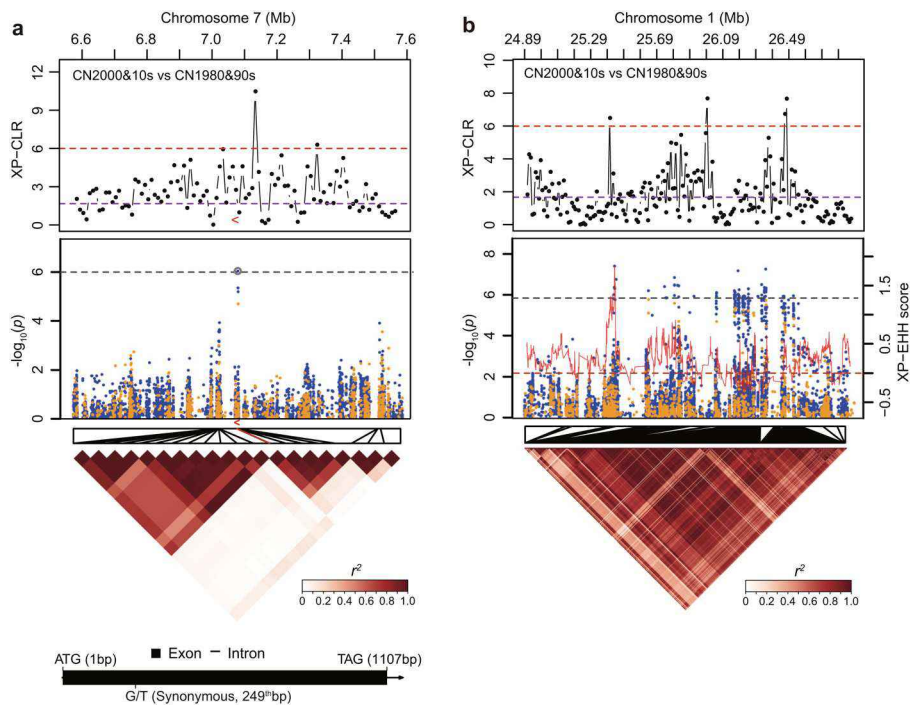 a
Chromosome 7 (Mb)
6.6 6.8 7.0 7.2 7.4 7.6
CN2000&10s vs CN1980&90s
XP−CLR
12
9
6
3
0
<
-log10(p)
8
6
4
2
0
<
r²
0 0.2 0.4 0.6 0.8 1.0
■ Exon − Intron
ATG (1bp) TAG (1107bp)
G/T (Synonymous, 249thbp)
b
Chromosome 1 (Mb)
24.89 25.29 25.69 26.09 26.49
CN2000&10s vs CN1980&90s
XP−CLR
10
8
6
4
2
0
-log10(p)
8
6
4
2
0
XP−EHH score
1.5
0.5
−0.5
r²
0 0.2 0.4 0.6 0.8 1.0